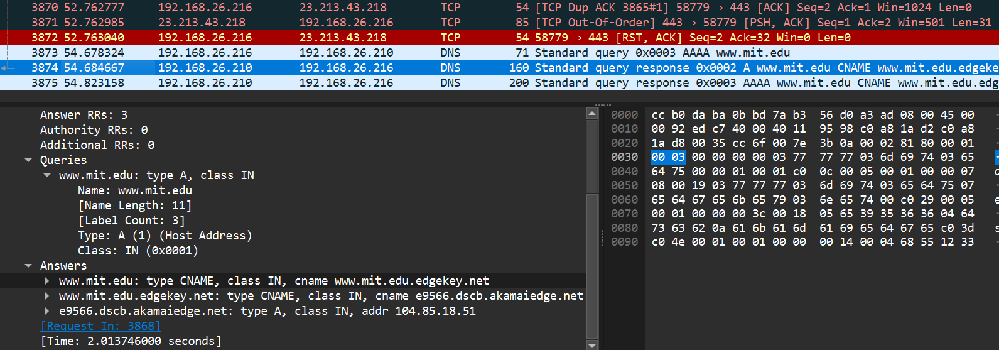 3870 52.762777 192.168.26.216 23.213.43.218 TCP 54 [TCP Dup ACK 3865#1] 58779 → 443 [ACK] Seq=2 Ack=1 Win=1024 Len=0
3871 52.762985 23.213.43.218 192.168.26.216 TCP 85 [TCP Out-Of-Order] 443 → 58779 [PSH, ACK] Seq=1 Ack=2 Win=501 Len=31
3872 52.763040 192.168.26.216 23.213.43.218 TCP 54 58779 → 443 [RST, ACK] Seq=2 Ack=32 Win=0 Len=0
3873 54.678324 192.168.26.216 192.168.26.210 DNS 71 Standard query 0x0003 AAAA www.mit.edu
3874 54.684667 192.168.26.210 192.168.26.216 DNS 160 Standard query response 0x0002 A www.mit.edu CNAME www.mit.edu.edgeke
3875 54.823158 192.168.26.210 192.168.26.216 DNS 200 Standard query response 0x0003 AAAA www.mit.edu CNAME www.mit.edu.edg
Answer RRs: 3
Authority RRs: 0
Additional RRs: 0
Queries
www.mit.edu: type A, class IN
Name: www.mit.edu
[Name Length: 11]
[Label Count: 3]
Type: A (1) (Host Address)
Class: IN (0x0001)
Answers
www.mit.edu: type CNAME, class IN, cname www.mit.edu.edgekey.net
www.mit.edu.edgekey.net: type CNAME, class IN, cname e9566.dscb.akamaiedge.net
e9566.dscb.akamaiedge.net: type A, class IN, addr 104.85.18.51
[Request In: 3868]
[Time: 2.013746000 seconds]
0000 cc b0 da ba 0b bd 7a b3 56 d0 a3 ad 08 00 45 00
0010 00 92 ed c7 40 00 40 11 95 98 c0 a8 1a d2 c0 a8
0020 1a d8 00 35 cc 6f 00 7e 3b 0a 00 02 81 80 00 01
0030 00 03 00 00 00 00 03 77 77 77 03 6d 69 74 03 65
0040 64 75 00 00 01 00 01 c0 0c 00 05 00 01 00 00 07
0050 08 00 19 03 77 77 77 03 6d 69 74 03 65 64 75 07
0060 65 64 67 65 6b 65 79 03 6e 65 74 00 c0 29 00 05
0070 00 01 00 00 00 3c 00 18 05 65 39 35 36 36 04 64
0080 73 63 62 0a 61 6b 61 6d 61 69 65 64 67 65 c0 3d
0090 c0 4e 00 01 00 01 00 00 00 14 00 04 68 55 12 33